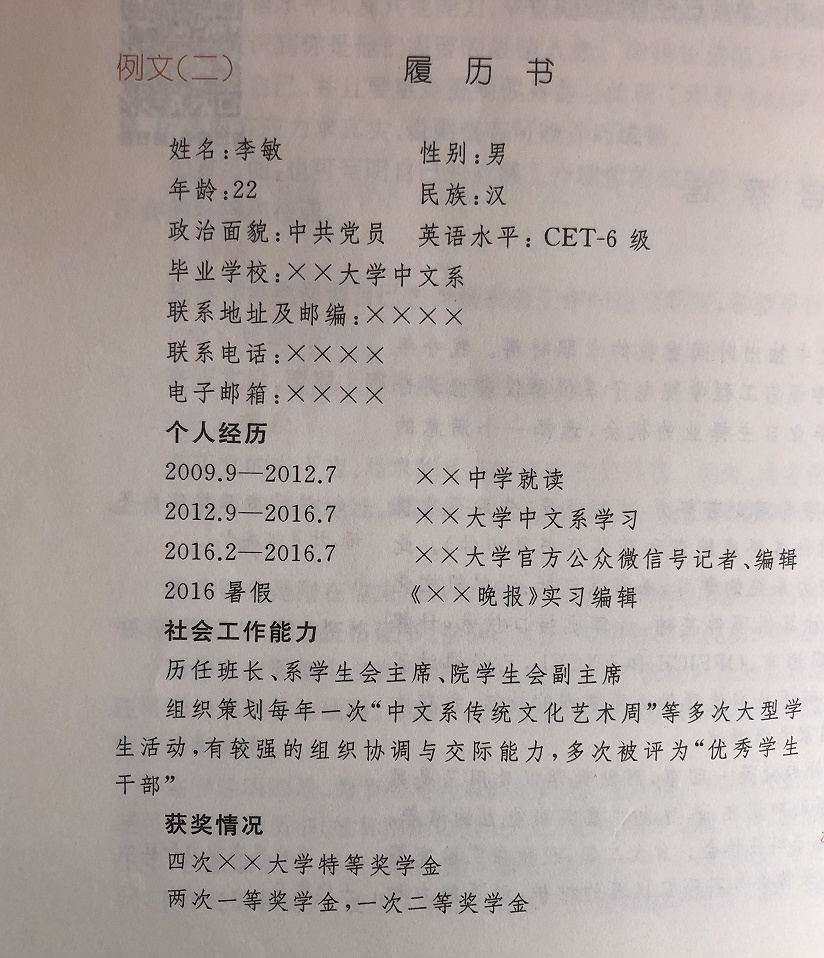 例文(二)
履历书
姓名:李敏 性别:男
年龄:22 民族:汉
政治面貌:中共党员 英语水平:CET-6 级
毕业学校:××大学中文系
联系地址及邮编:××××
联系电话:××××
电子邮箱:××××
个人经历
2009.9—2012.7 ××中学就读
2012.9—2016.7 ××大学中文系学习
2016.2—2016.7 ××大学官方公众微信号记者、编辑
2016 暑假 《××晚报》实习编辑
社会工作能力
历任班长、系学生会主席、院学生会副主席
组织策划每年一次“中文系传统文化艺术周”等多次大型学
生活动,有较强的组织协调与交际能力,多次被评为“优秀学生
干部”
获奖情况
四次××大学特等奖学金
两次一等奖学金,一次二等奖学金